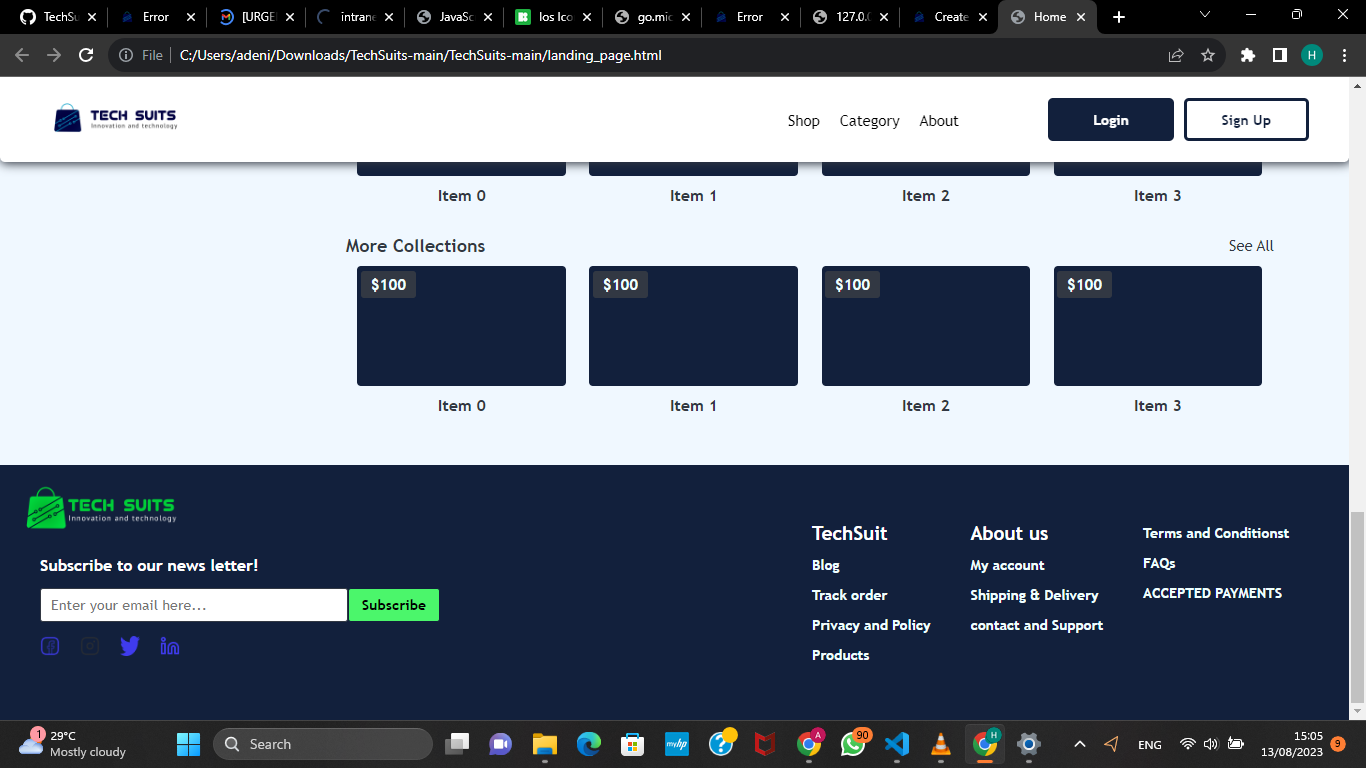 TechSu
Error
[URGE
intrane
JavaSc
Ios Ico
go.mic
Error
127.0.0
Create
Home
File
C:/Users/adeni/Downloads/TechSuits-main/TechSuits-main/landing_page.html
H
TECH SUITS
Innovation and technology
Shop
Category
About
Login
Sign Up
Item 0
Item 1
Item 2
Item 3
More Collections
See All
$100
$100
$100
$100
Item 0
Item 1
Item 2
Item 3
TECH SUITS
Innovation and technology
Subscribe to our news letter!
Enter your email here...
Subscribe
TechSuit
Blog
Track order
Privacy and Policy
Products
About us
My account
Shipping & Delivery
contact and Support
Terms and Conditionst
FAQs
ACCEPTED PAYMENTS
1
29°C
Mostly cloudy
Search
myhp
A
90
H
ENG
15:05
13/08/2023
9